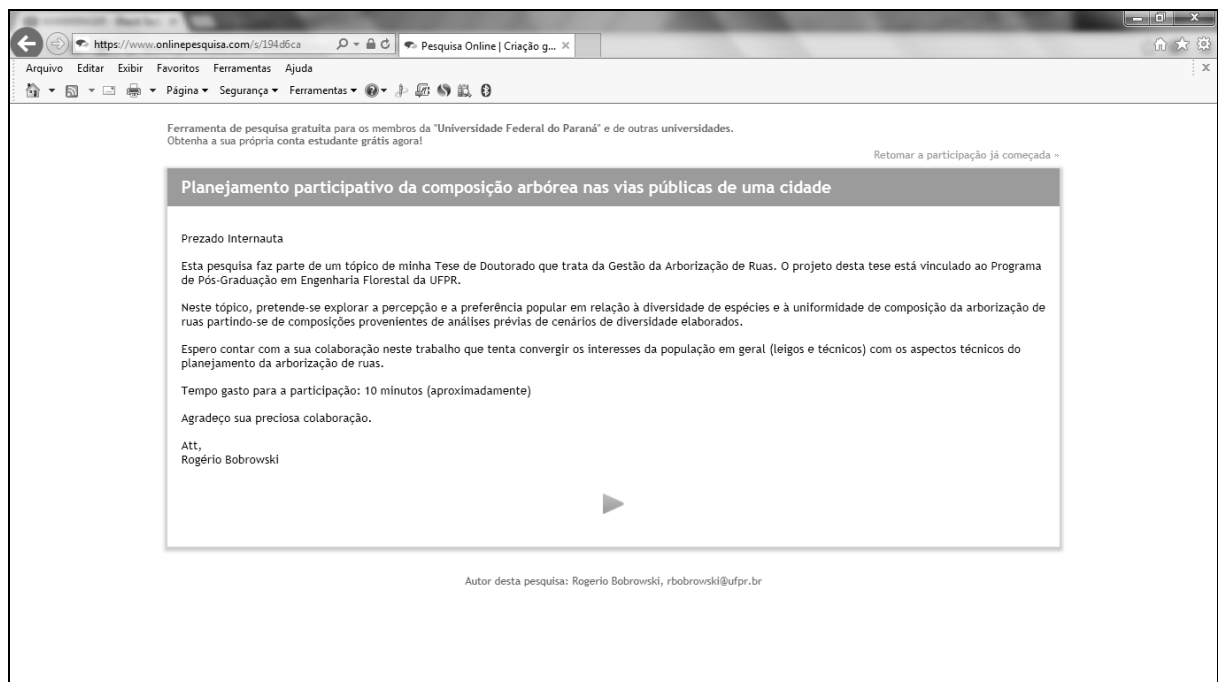 https://www.onlinepesquisa.com/s/194d6ca
Pesquisa Online | Criação g...
Arquivo Editar Exibir Favoritos Ferramentas Ajuda
Página Segurança Ferramentas
Ferramenta de pesquisa gratuita para os membros da "Universidade Federal do Paraná" e de outras universidades.
Obtenha a sua própria conta estudante grátis agora!
Retomar a participação já começada »
Planejamento participativo da composição arbórea nas vias públicas de uma cidade
Prezado Internauta
Esta pesquisa faz parte de um tópico de minha Tese de Doutorado que trata da Gestão da Arborização de Ruas. O projeto desta tese está vinculado ao Programa
de Pós-Graduação em Engenharia Florestal da UFPR.
Neste tópico, pretende-se explorar a percepção e a preferência popular em relação à diversidade de espécies e à uniformidade de composição da arborização de
ruas partindo-se de composições provenientes de análises prévias de cenários de diversidade elaborados.
Espero contar com a sua colaboração neste trabalho que tenta convergir os interesses da população em geral (leigos e técnicos) com os aspectos técnicos do
planejamento da arborização de ruas.
Tempo gasto para a participação: 10 minutos (aproximadamente)
Agradeço sua preciosa colaboração.
Att,
Rogério Bobrowski
Autor desta pesquisa: Rogerio Bobrowski, rbobrowski@ufpr.br